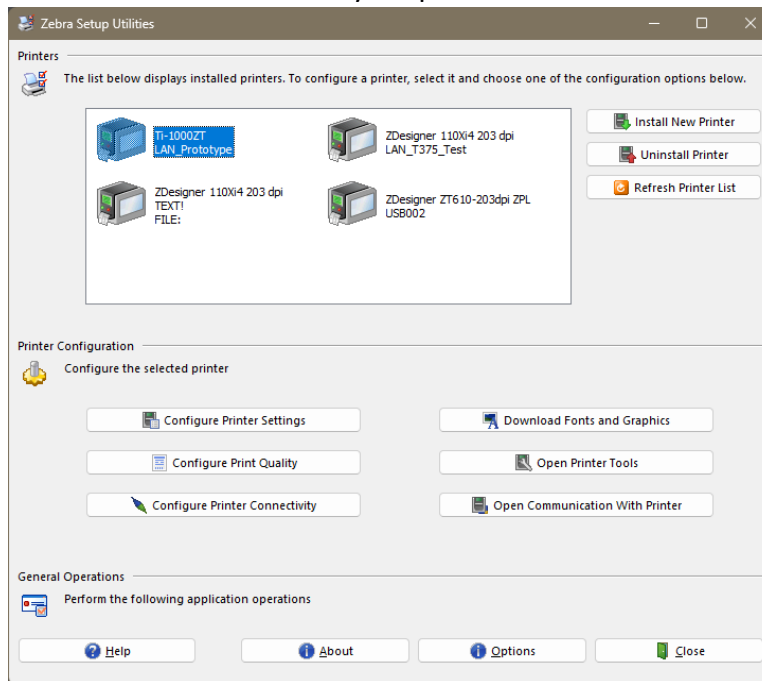 Zebra Setup Utilities
Printers
The list below displays installed printers. To configure a printer, select it and choose one of the configuration options below.
Ti-1000ZT
LAN_Prototype
ZDesigner 110Xi4 203 dpi
LAN_T375_Test
ZDesigner 110Xi4 203 dpi
TEXT!
FILE:
ZDesigner ZT610-203dpi ZPL
USB002
Install New Printer
Uninstall Printer
Refresh Printer List
Printer Configuration
Configure the selected printer
Configure Printer Settings
Download Fonts and Graphics
Configure Print Quality
Open Printer Tools
Configure Printer Connectivity
Open Communication With Printer
General Operations
Perform the following application operations
Help
About
Options
Close